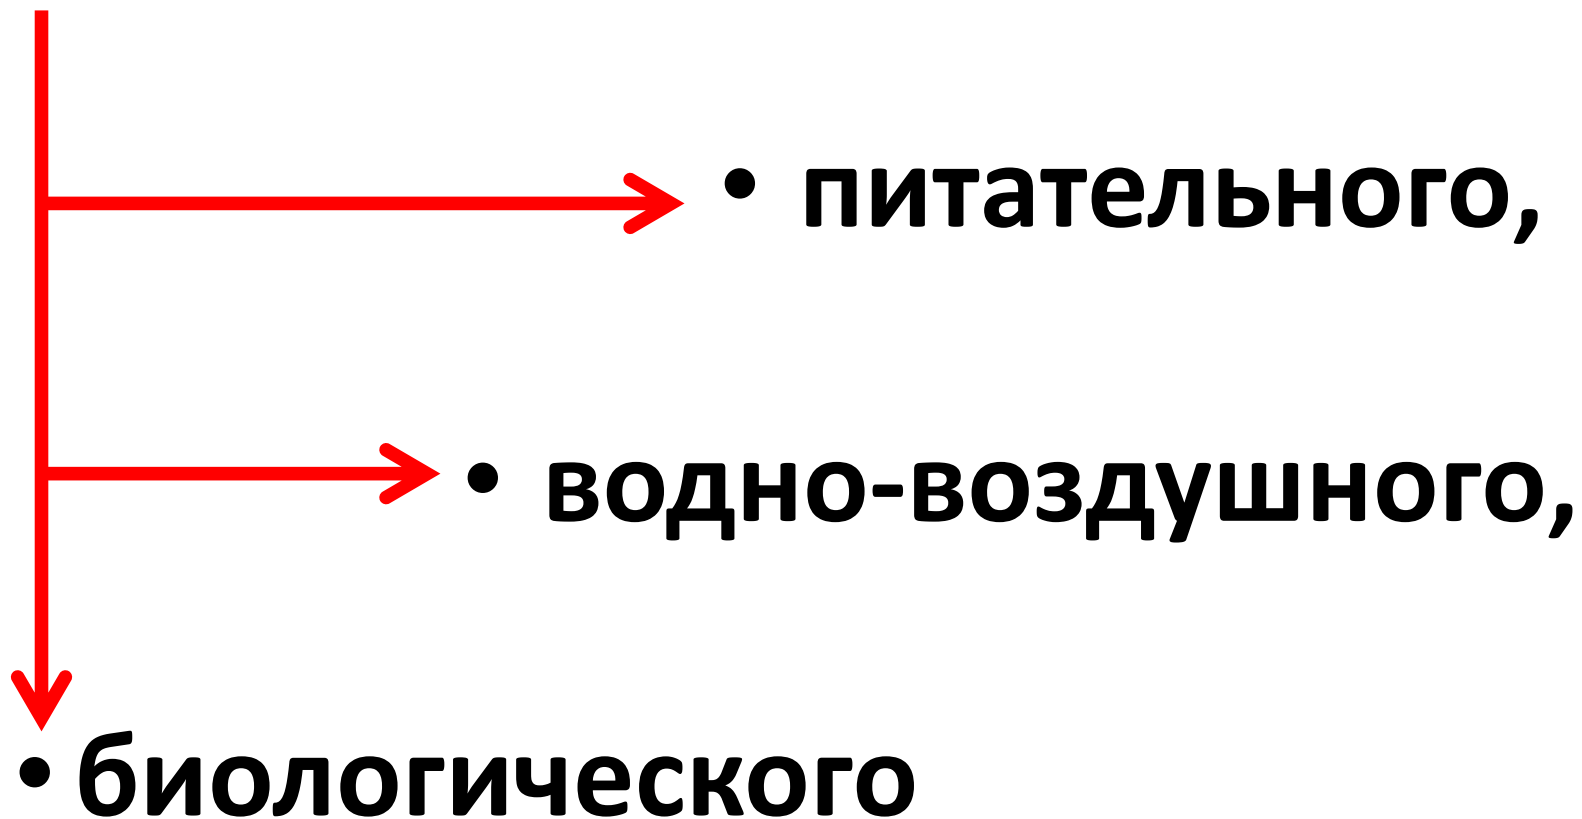 • питательного,
• водно-воздушного,
• биологического